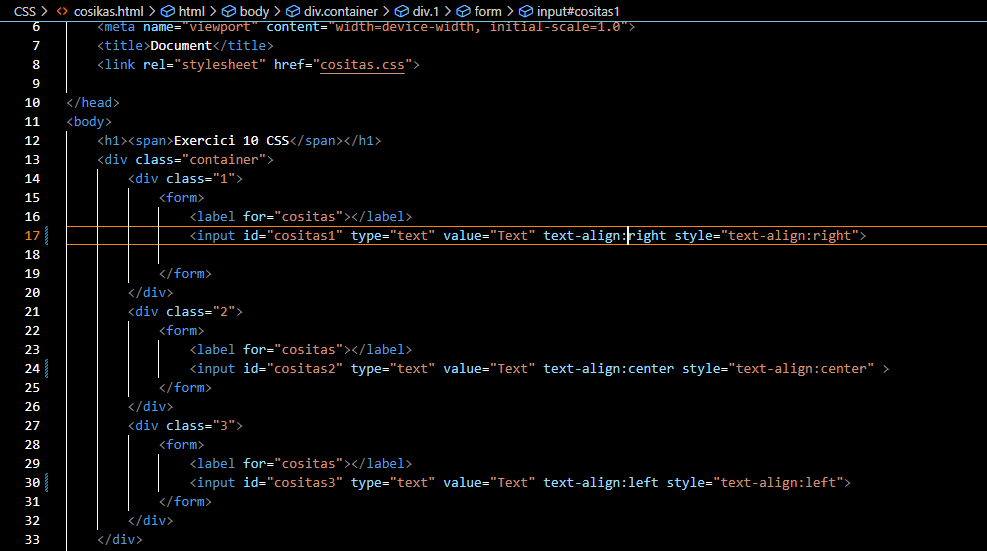 CSS > cosikas.html > html > body > div.container > div.1 > form > input#cositas1
6 <meta name="viewport" content="width=device-width, initial-scale=1.0">
7 <title>Document</title>
8 <link rel="stylesheet" href="cositas.css">
9
10 </head>
11 <body>
12 <h1><span>Exercici 10 CSS</span></h1>
13 <div class="container">
14 <div class="1">
15 <form>
16 <label for="cositas"></label>
17 <input id="cositas1" type="text" value="Text" text-align:right style="text-align:right">
18
19 </form>
20 </div>
21 <div class="2">
22 <form>
23 <label for="cositas"></label>
24 <input id="cositas2" type="text" value="Text" text-align:center style="text-align:center" >
25 </form>
26 </div>
27 <div class="3">
28 <form>
29 <label for="cositas"></label>
30 <input id="cositas3" type="text" value="Text" text-align:left style="text-align:left">
31 </form>
32 </div>
33 </div>